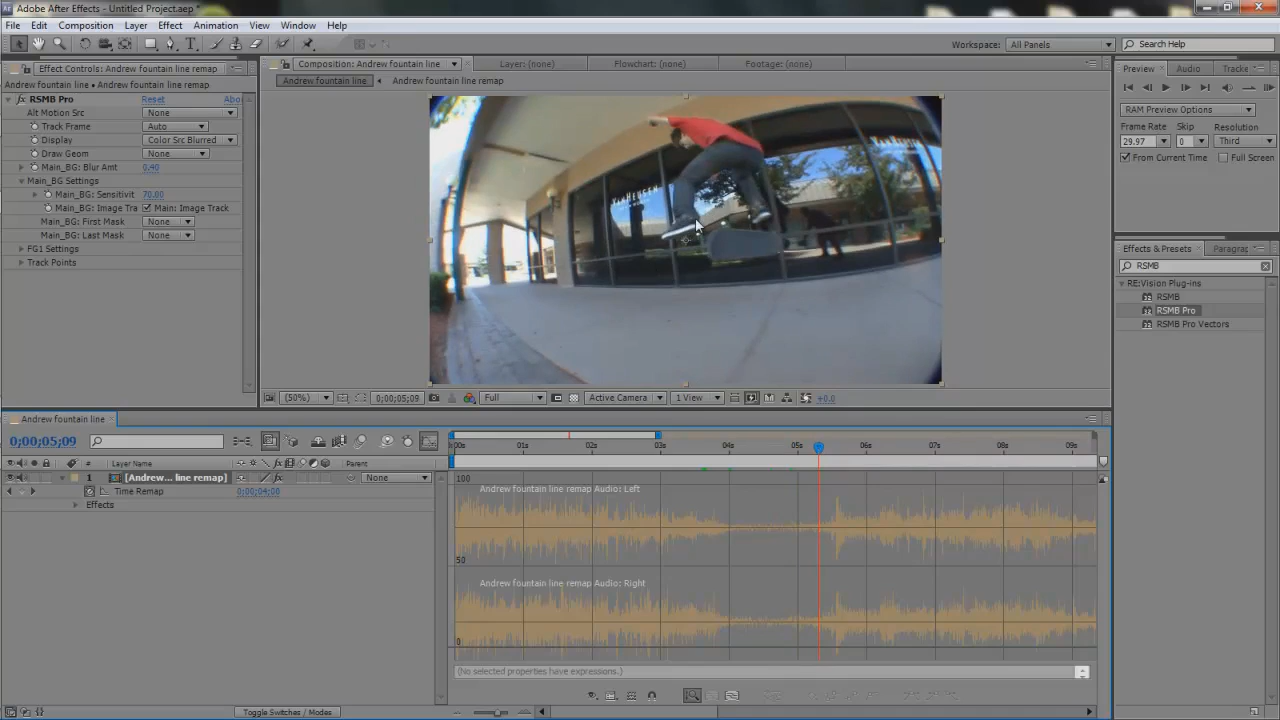 Adobe After Effects - Untitled Project.aep *
File Edit Composition Layer Effect Animation View Window Help
Workspace: All Panels Search Help
Effect Controls: Andrew fountain line remap
Andrew fountain line • Andrew fountain line remap
RSMB Pro Reset Abo
Alt Motion Src None
Track Frame Auto
Display Color Src Blurred
Draw Geom None
Main_BG: Blur Amt 0.40
Main_BG Settings
Main_BG: Sensitivit 70.00
Main_BG: Image Tra Main: Image Track
Main_BG: First Mask None
Main_BG: Last Mask None
FG1 Settings
Track Points
Composition: Andrew fountain line Layer: (none) Flowchart: (none) Footage: (none)
Andrew fountain line Andrew fountain line remap
(50%) 0;00;05;09 Full Active Camera 1 View +0.0
Preview Audio Tracke
RAM Preview Options
Frame Rate Skip Resolution
29.97 0 Third
From Current Time Full Screen
Effects & Presets Paragrap
RSMB
RE:Vision Plug-ins
RSMB
RSMB Pro
RSMB Pro Vectors
Andrew fountain line
0;00;05;09
# Layer Name Parent
1 [Andrew... line remap] None
Time Remap 0;00;04;00
Effects
:00s 01s 02s 03s 04s 05s 06s 07s 08s 09s
100
Andrew fountain line remap Audio: Left
50
Andrew fountain line remap Audio: Right
0
(No selected properties have expressions.)
Toggle Switches / Modes